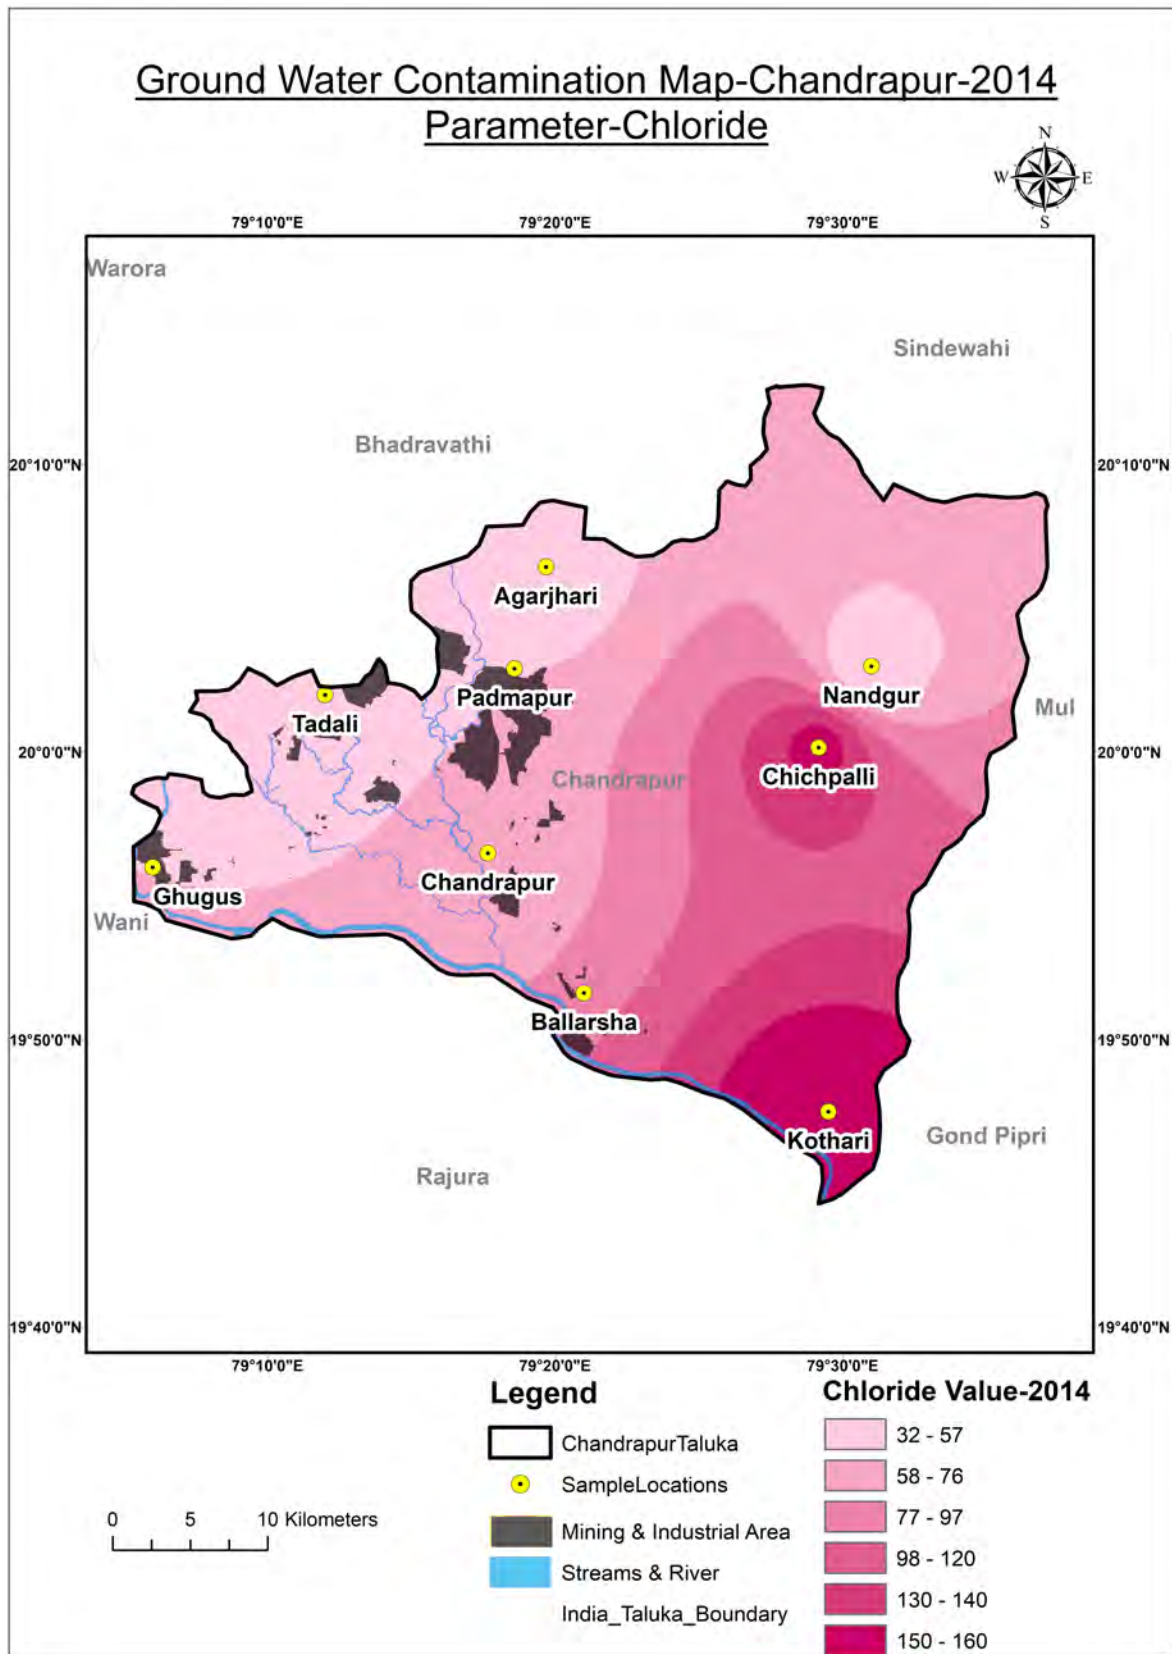 Ground Water Contamination Map-Chandrapur-2014
Parameter-Chloride
N
W E
S
79°10'0"E 79°20'0"E 79°30'0"E
Warora
Sindewahi
Bhadravathi
20°10'0"N 20°10'0"N
Agarjhari
Padmapur
Nandgur
Tadali
Mul
20°0'0"N 20°0'0"N
Chandrapur
Chichpalli
Chandrapur
Ghugus
Wani
Ballarsha
19°50'0"N 19°50'0"N
Kothari
Gond Pipri
Rajura
19°40'0"N 19°40'0"N
79°10'0"E 79°20'0"E 79°30'0"E
Legend
ChandrapurTaluka
SampleLocations
Mining & Industrial Area
Streams & River
India_Taluka_Boundary
Chloride Value-2014
32 - 57
58 - 76
77 - 97
98 - 120
130 - 140
150 - 160
0 5 10 Kilometers